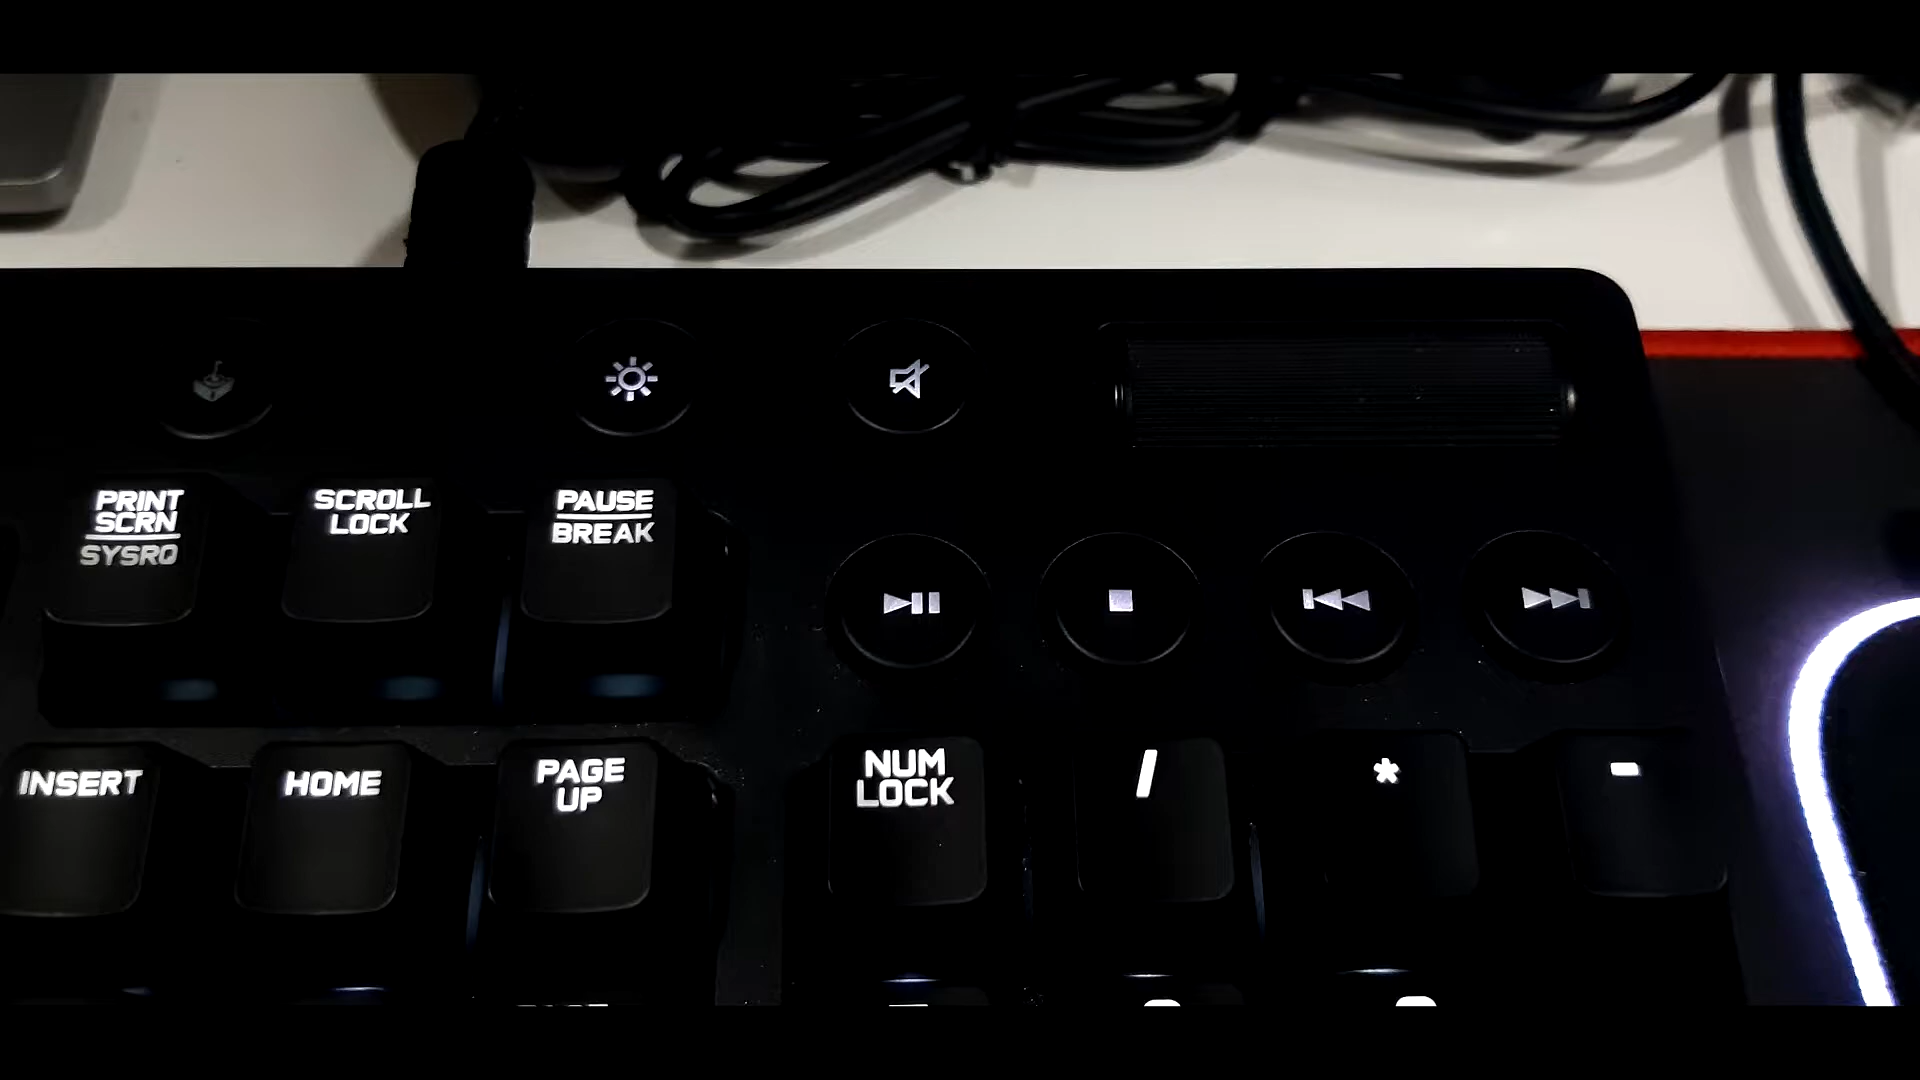 PRINT
SCRN
SYSRQ
SCROLL
LOCK
PAUSE
BREAK
INSERT
HOME
PAGE
UP
NUM
LOCK
/
*
-